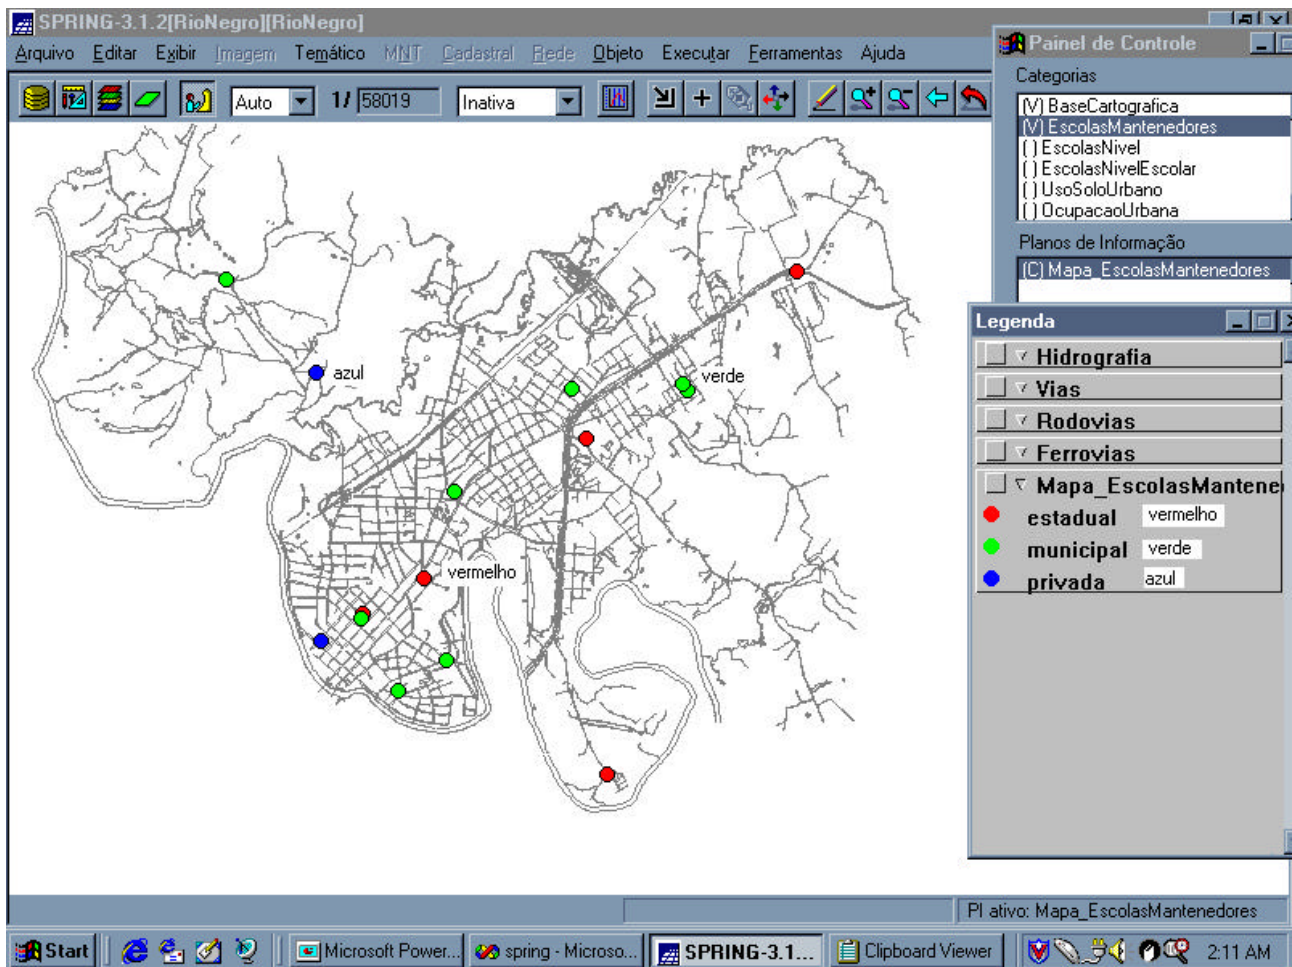 SPRING-3.1.2[RioNegro][RioNegro]
Arquivo Editar Exibir Imagem Temático MNT Cadastral Rede Objeto Executar Ferramentas Ajuda
Auto 1/ 58019 Inativa
Painel de Controle
Categorias
(V) BaseCartografica
(V) EscolasMantenedores
( ) EscolasNivel
( ) EscolasNivelEscolar
( ) UsoSoloUrbano
( ) OcupacaoUrbana
Planos de Informação
(C) Mapa_EscolasMantenedores
Legenda
Hidrografia
Vias
Rodovias
Ferrovias
Mapa_EscolasMantene
estadual vermelho
municipal verde
privada azul
azul
verde
vermelho
PI ativo: Mapa_EscolasMantenedores
Start Microsoft Power... spring - Microso... SPRING-3.1... Clipboard Viewer 2:11 AM